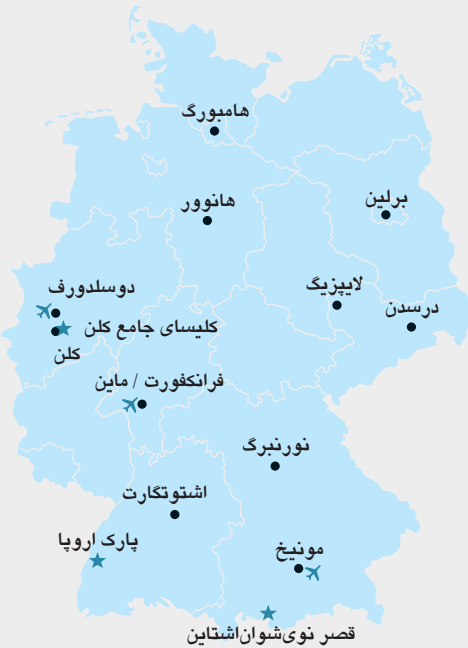 هامبورگ
برلین
هانوور
لایپزیگ
دوسلدورف
درسدن
کلیسای جامع کلن
کلن
فرانکفورت / ماین
نورنبرگ
اشتوتگارت
پارک اروپا
مونیخ
قصر نوی‌شوان‌اشتاین